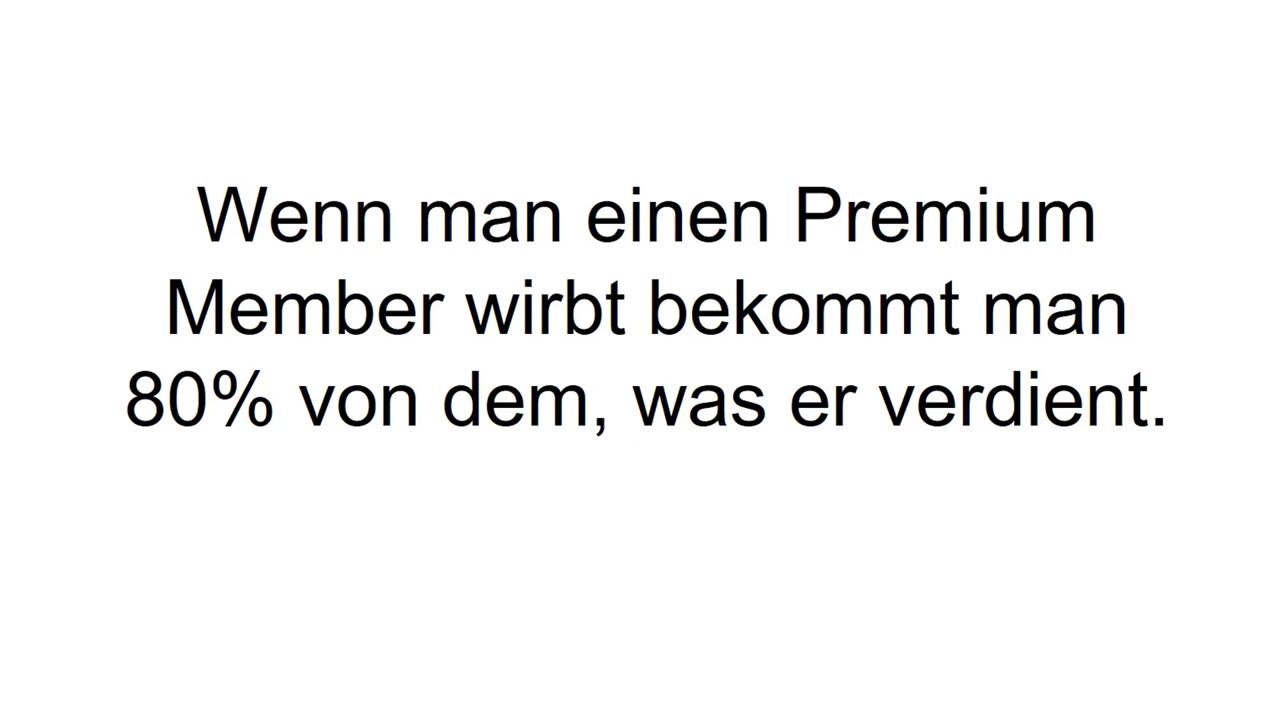 Wenn man einen Premium
Member wirbt bekommt man
80% von dem, was er verdient.